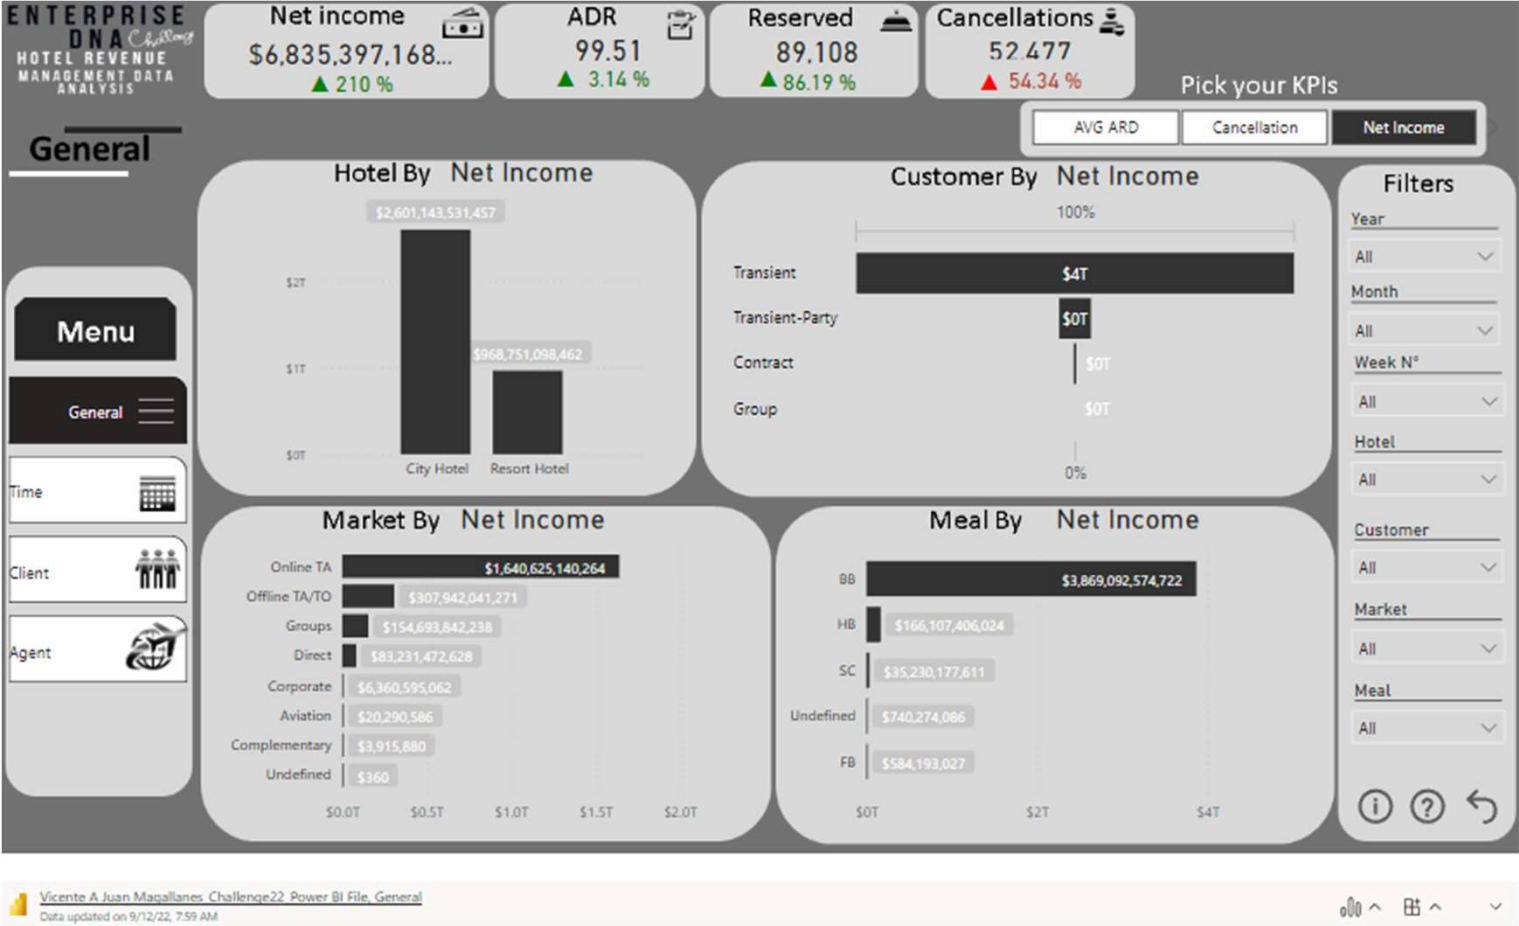 ENTERPRISE
DNA Challenge
HOTEL REVENUE
MANAGEMENT DATA
ANALYSIS
Net income
$6,835,397,168...
▲ 210 %
ADR
99.51
▲ 3.14 %
Reserved
89.108
▲ 86.19 %
Cancellations
52.477
▲ 54.34 %
Pick your KPIs
AVG ARD
Cancellation
Net Income
General
Menu
General
Time
Client
Agent
Hotel By Net Income
$2,601,143,531,457
$968,751,098,462
$2T
$1T
$0T
City Hotel
Resort Hotel
Customer By Net Income
100%
Transient
$4T
Transient-Party
$0T
Contract
$0T
Group
$0T
0%
Market By Net Income
Online TA
$1,640,625,140,264
Offline TA/TO
$307,942,041,271
Groups
$154,693,842,238
Direct
$83,231,472,628
Corporate
$6,360,595,062
Aviation
$20,290,586
Complementary
$3,915,880
Undefined
$360
$0.0T
$0.5T
$1.0T
$1.5T
$2.0T
Meal By Net Income
BB
$3,869,092,574,722
HB
$166,107,406,024
SC
$35,230,177,611
Undefined
$740,274,086
FB
$584,193,027
$0T
$2T
$4T
Filters
Year
All
Month
All
Week N°
All
Hotel
All
Customer
All
Market
All
Meal
All
Vicente A Juan Magallanes_Challenge22_Power BI File, General
Data updated on 9/12/22, 7:59 AM